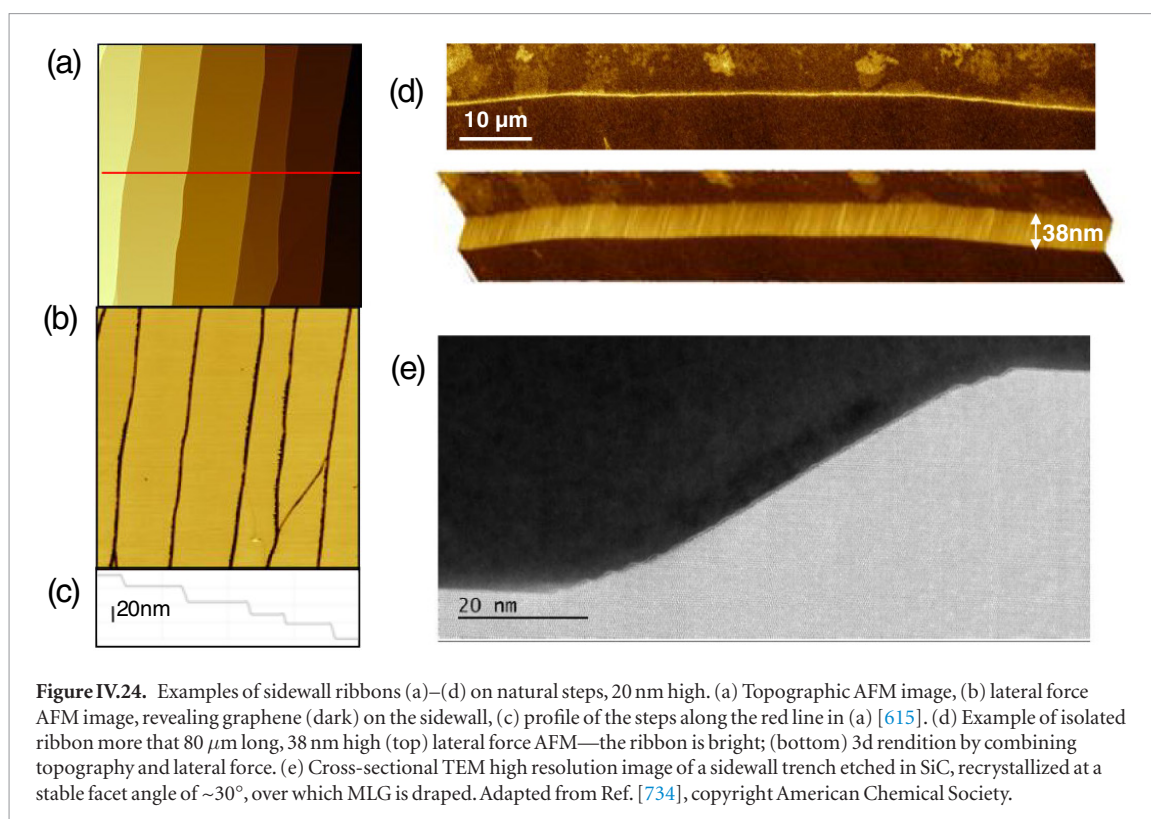 (a)
(b)
(c)
20nm
(d)
10 μm
38nm
(e)
20 nm
Figure IV.24. Examples of sidewall ribbons (a)–(d) on natural steps, 20 nm high. (a) Topographic AFM image, (b) lateral force
AFM image, revealing graphene (dark) on the sidewall, (c) profile of the steps along the red line in (a) [615]. (d) Example of isolated
ribbon more that 80 μm long, 38 nm high (top) lateral force AFM—the ribbon is bright; (bottom) 3d rendition by combining
topography and lateral force. (e) Cross-sectional TEM high resolution image of a sidewall trench etched in SiC, recrystallized at a
stable facet angle of ~30°, over which MLG is draped. Adapted from Ref. [734], copyright American Chemical Society.